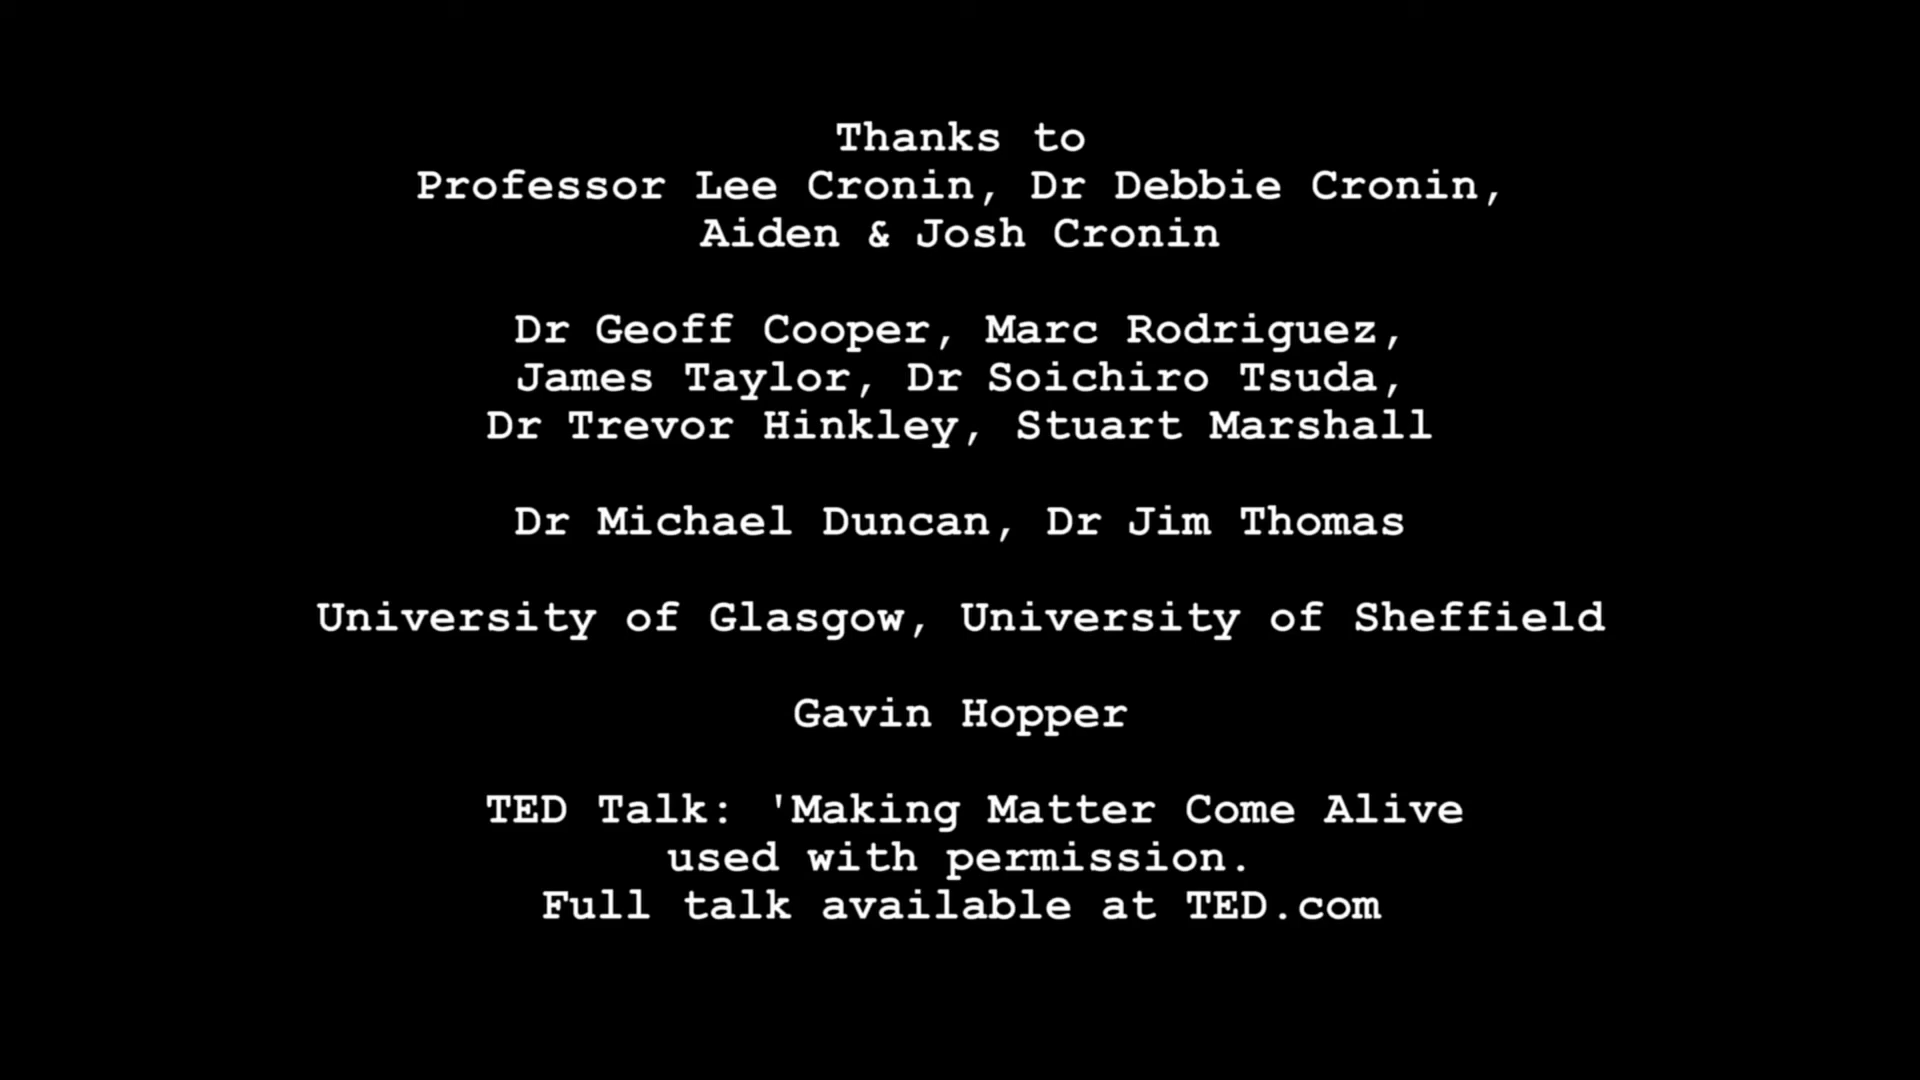 Thanks to
Professor Lee Cronin, Dr Debbie Cronin,
Aiden & Josh Cronin
Dr Geoff Cooper, Marc Rodriguez,
James Taylor, Dr Soichiro Tsuda,
Dr Trevor Hinkley, Stuart Marshall
Dr Michael Duncan, Dr Jim Thomas
University of Glasgow, University of Sheffield
Gavin Hopper
TED Talk: 'Making Matter Come Alive
used with permission.
Full talk available at TED.com